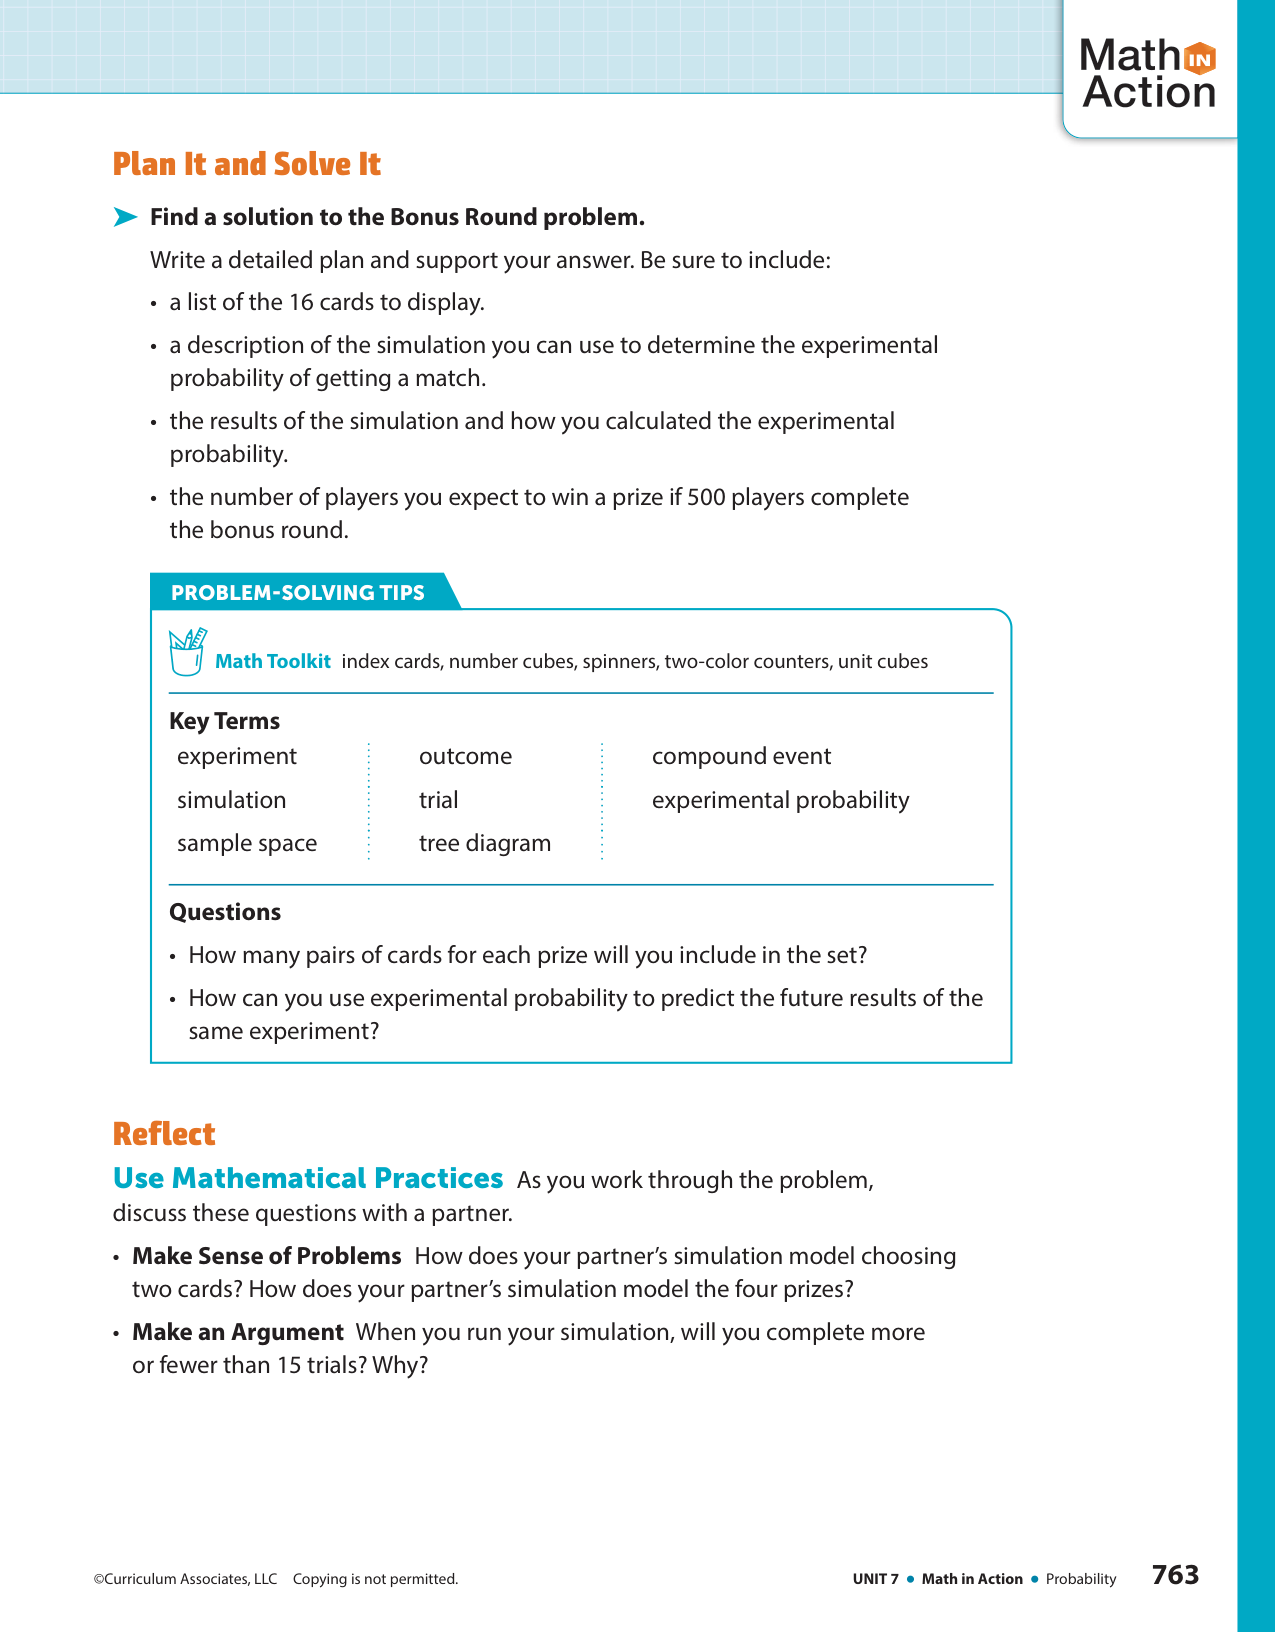 Math IN
Action
Plan It and Solve It
Find a solution to the Bonus Round problem.
Write a detailed plan and support your answer. Be sure to include:
• a list of the 16 cards to display.
• a description of the simulation you can use to determine the experimental
probability of getting a match.
• the results of the simulation and how you calculated the experimental
probability.
• the number of players you expect to win a prize if 500 players complete
the bonus round.
PROBLEM-SOLVING TIPS
Math Toolkit index cards, number cubes, spinners, two-color counters, unit cubes
Key Terms
experiment outcome compound event
simulation trial experimental probability
sample space tree diagram
Questions
• How many pairs of cards for each prize will you include in the set?
• How can you use experimental probability to predict the future results of the
same experiment?
Reflect
Use Mathematical Practices As you work through the problem,
discuss these questions with a partner.
• Make Sense of Problems How does your partner’s simulation model choosing
two cards? How does your partner’s simulation model the four prizes?
• Make an Argument When you run your simulation, will you complete more
or fewer than 15 trials? Why?
©Curriculum Associates, LLC Copying is not permitted.
UNIT 7 • Math in Action • Probability 763